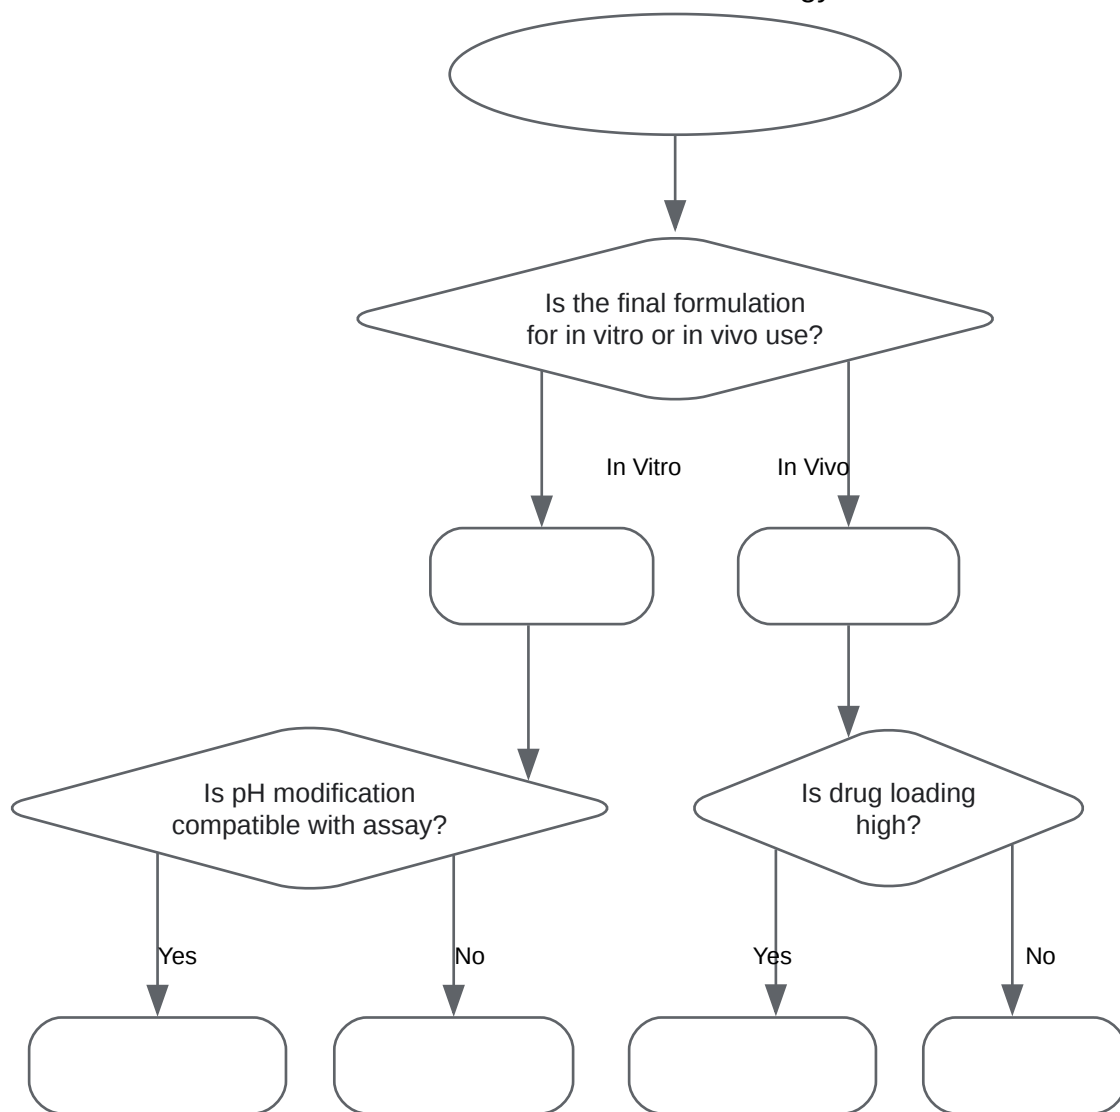 Is the final formulation
for in vitro or in vivo use?
In Vitro
In Vivo
Is pH modification
compatible with assay?
Is drug loading
high?
Yes
No
Yes
No